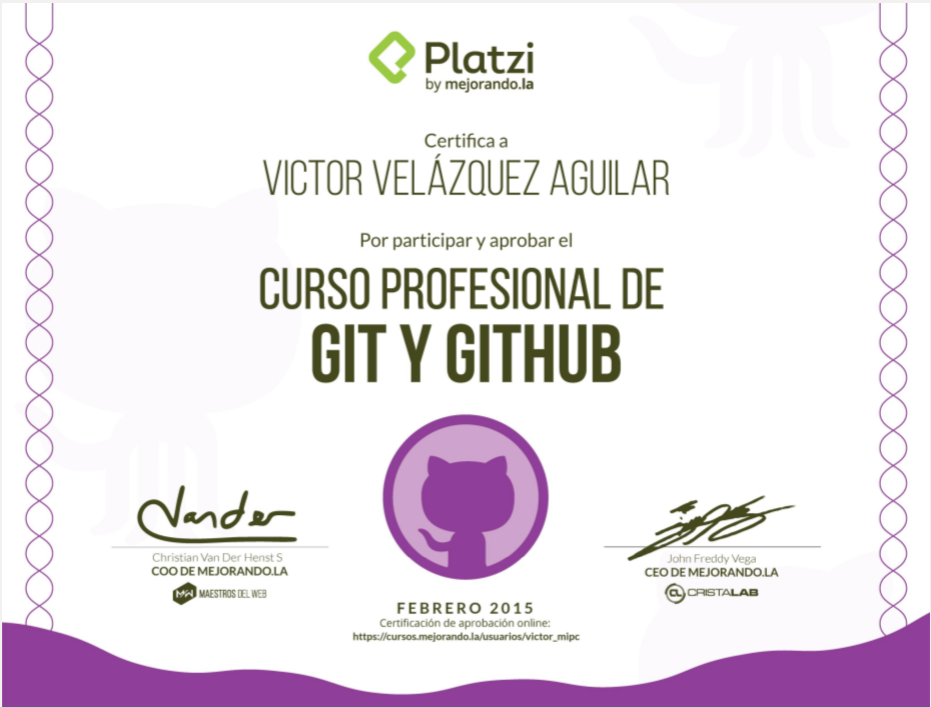 Platzi
by mejorando.la
Certifica a
VICTOR VELÁZQUEZ AGUILAR
Por participar y aprobar el
CURSO PROFESIONAL DE
GIT Y GITHUB
Vander
Christian Van Der Henst S
COO DE MEJORANDO.LA
MW MAESTROS DEL WEB
John Freddy Vega
CEO DE MEJORANDO.LA
CL CRISTALAB
FEBRERO 2015
Certificación de aprobación online:
https://cursos.mejorando.la/usuarios/victor_mipc